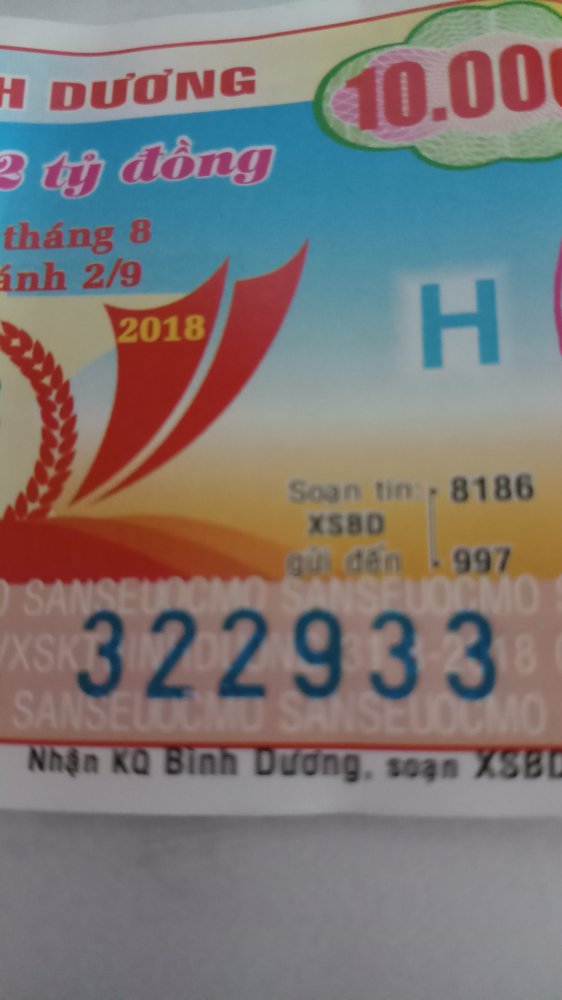 H DƯƠNG
10.000
2 tỷ đồng
tháng 8
ánh 2/9
2018
H
Soạn tin: 8186
XSBD
gửi đến 997
SANSEUOCMO SANSEUOCMO
322933
SANSEUOCMO SANSEUOCMO
Nhận KQ Bình Dương, soạn XSBD